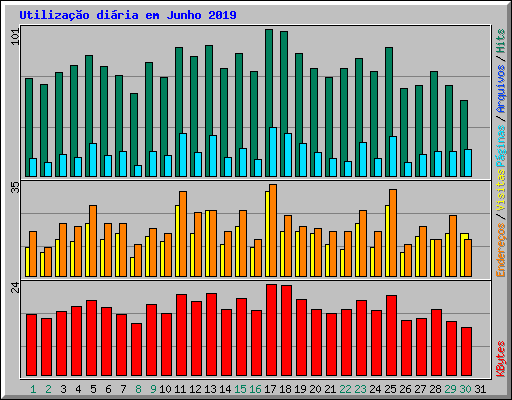 Utilização diária em Junho 2019
101
35
24
Endereços / Visitas Páginas / Arquivos / Hits
KBytes
1 2 3 4 5 6 7 8 9 10 11 12 13 14 15 16 17 18 19 20 21 22 23 24 25 26 27 28 29 30 31